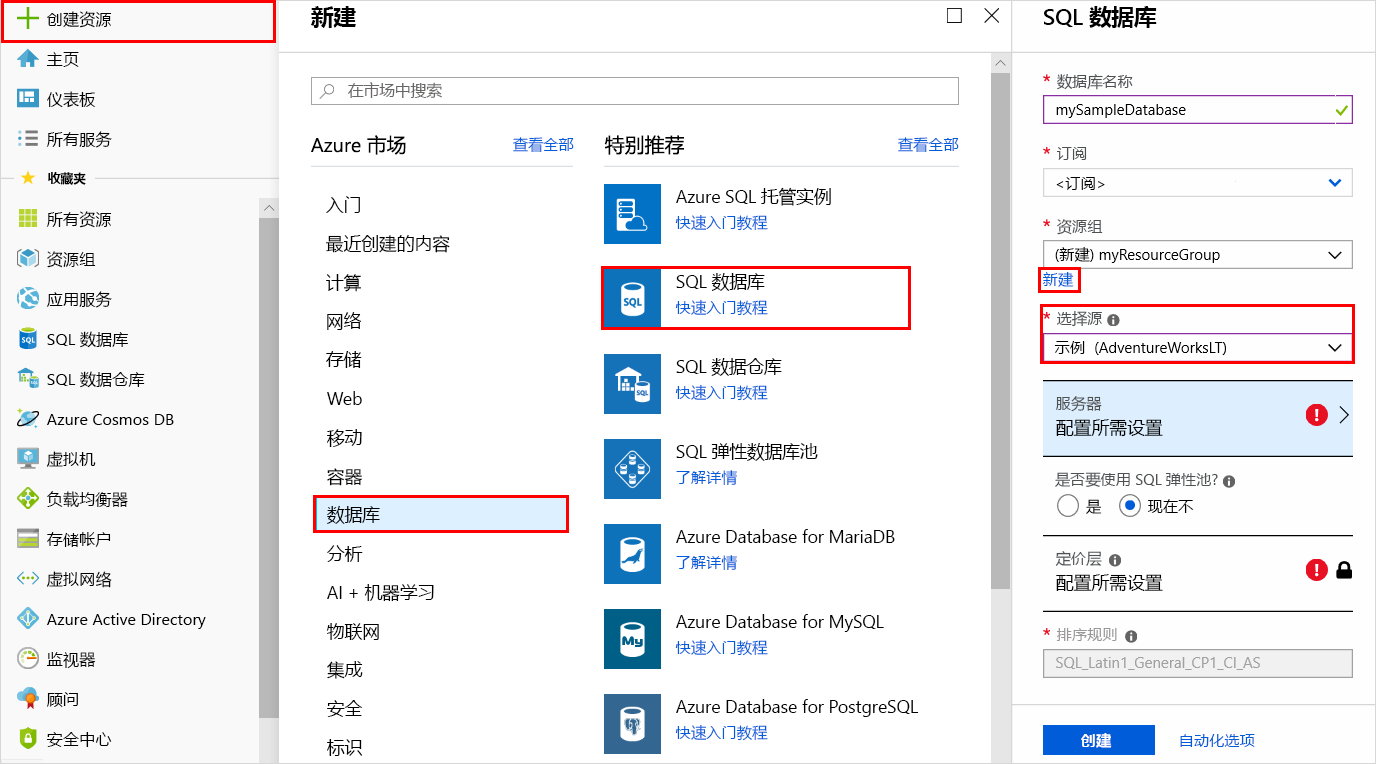 创建资源
主页
仪表板
所有服务
收藏夹
所有资源
资源组
应用服务
SQL 数据库
SQL 数据仓库
Azure Cosmos DB
虚拟机
负载均衡器
存储帐户
虚拟网络
Azure Active Directory
监视器
顾问
安全中心
新建
在市场中搜索
Azure 市场
查看全部
入门
最近创建的内容
计算
网络
存储
Web
移动
容器
数据库
分析
AI + 机器学习
物联网
集成
安全
标识
特别推荐
查看全部
Azure SQL 托管实例
快速入门教程
SQL
SQL 数据库
快速入门教程
SQL
SQL 数据仓库
快速入门教程
SQL 弹性数据库池
了解详情
Azure Database for MariaDB
了解详情
My
Azure Database for MySQL
快速入门教程
Azure Database for PostgreSQL
快速入门教程
SQL 数据库
* 数据库名称
mySampleDatabase
* 订阅
<订阅>
* 资源组
(新建) myResourceGroup
新建
* 选择源
示例 (AdventureWorksLT)
服务器
配置所需设置
是否要使用 SQL 弹性池?
是
现在不
定价层
配置所需设置
* 排序规则
SQL_Latin1_General_CP1_CI_AS
创建
自动化选项